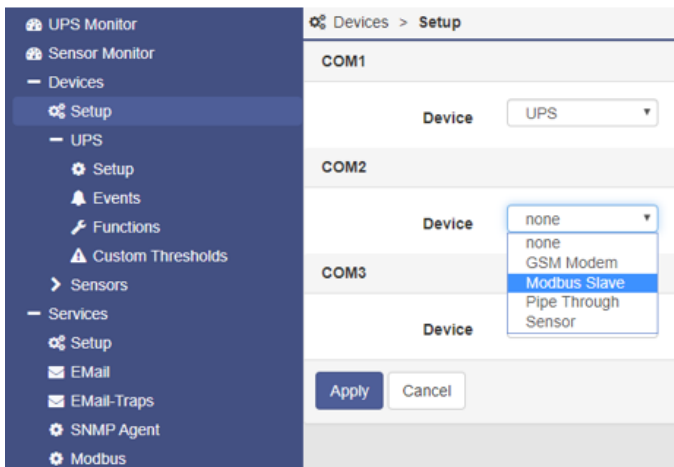 UPS Monitor
Sensor Monitor
Devices
Setup
UPS
Setup
Events
Functions
Custom Thresholds
Sensors
Services
Setup
EMail
EMail-Traps
SNMP Agent
Modbus
Devices > Setup
COM1
Device UPS
COM2
Device none
none
GSM Modem
Modbus Slave
Pipe Through
Sensor
COM3
Device
Apply Cancel